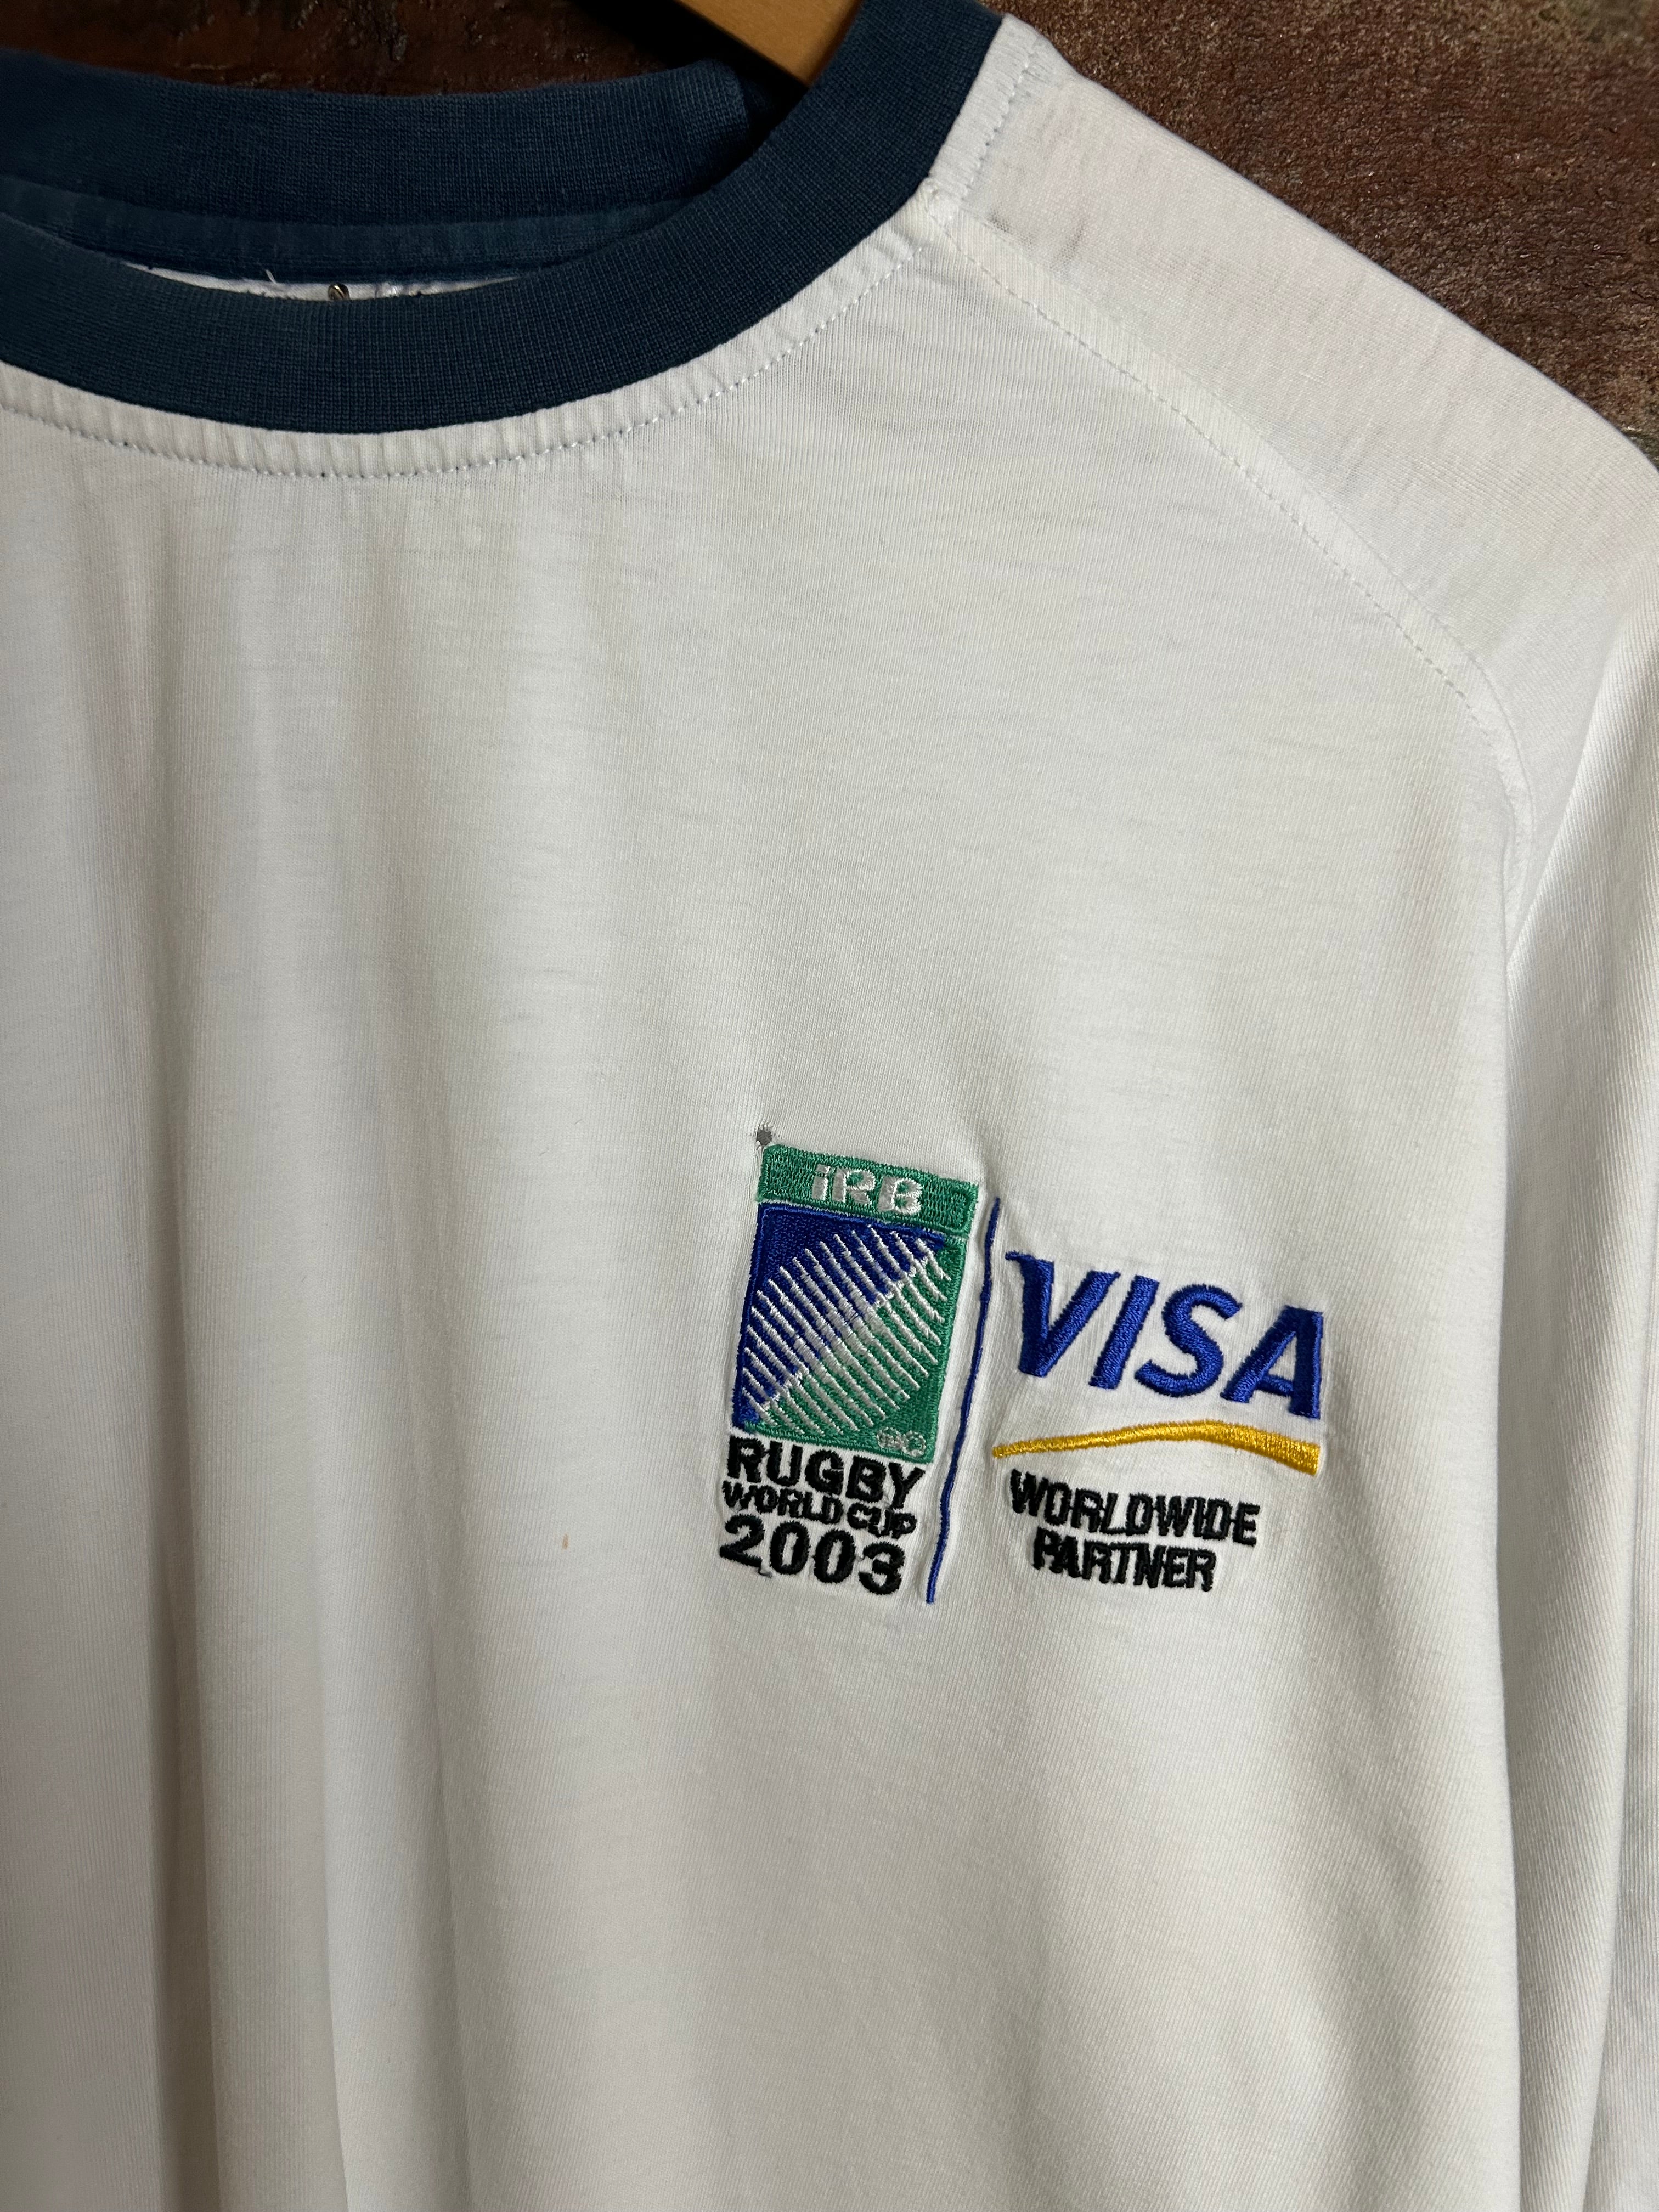 iRB
RUGBY
WORLD CUP
2003
VISA
WORLDWIDE
PARTNER